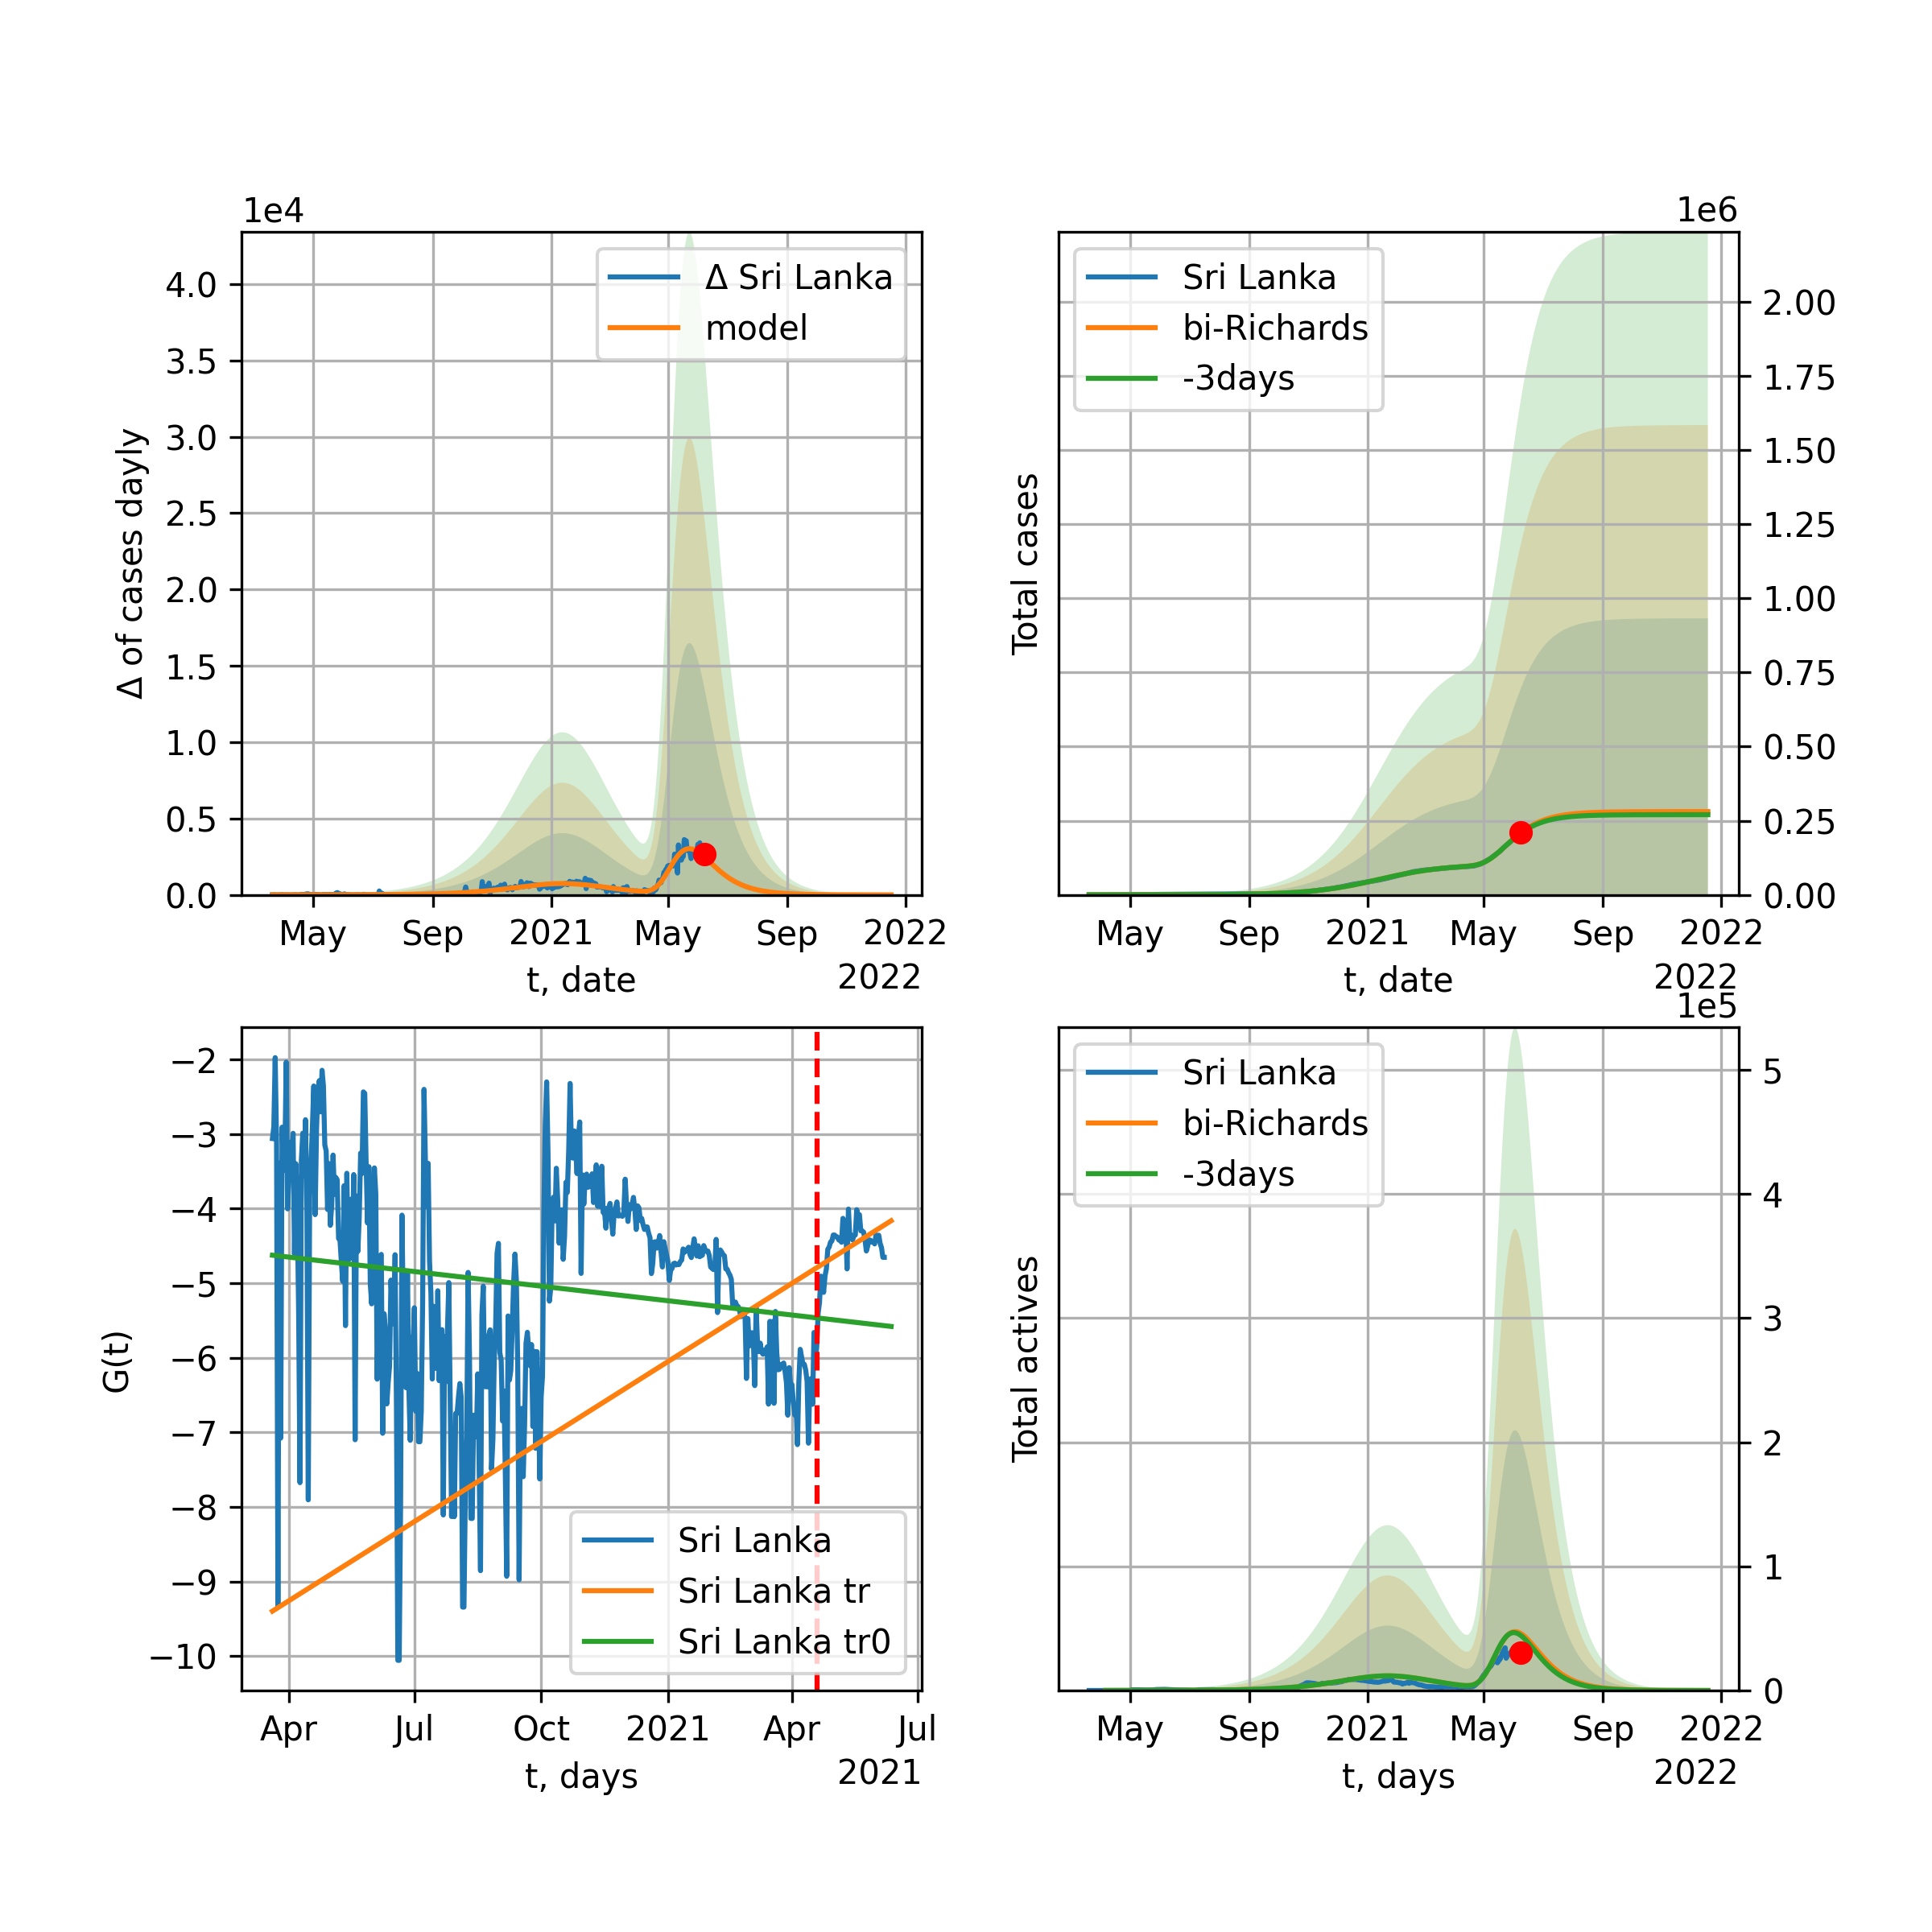 1e4
Δ Sri Lanka
model
4.0
3.5
3.0
2.5
2.0
1.5
1.0
0.5
0.0
Δ of cases dayly
May Sep 2021 May Sep 2022
t, date
2022
1e6
Sri Lanka
bi-Richards
-3days
2.00
1.75
1.50
1.25
1.00
0.75
0.50
0.25
0.00
Total cases
May Sep 2021 May Sep 2022
t, date
2022
−2
−3
−4
−5
−6
−7
−8
−9
−10
G(t)
Sri Lanka
Sri Lanka tr
Sri Lanka tr0
Apr Jul Oct 2021 Apr Jul
t, days
2021
1e5
Sri Lanka
bi-Richards
-3days
5
4
3
2
1
0
Total actives
May Sep 2021 May Sep 2022
t, days
2022